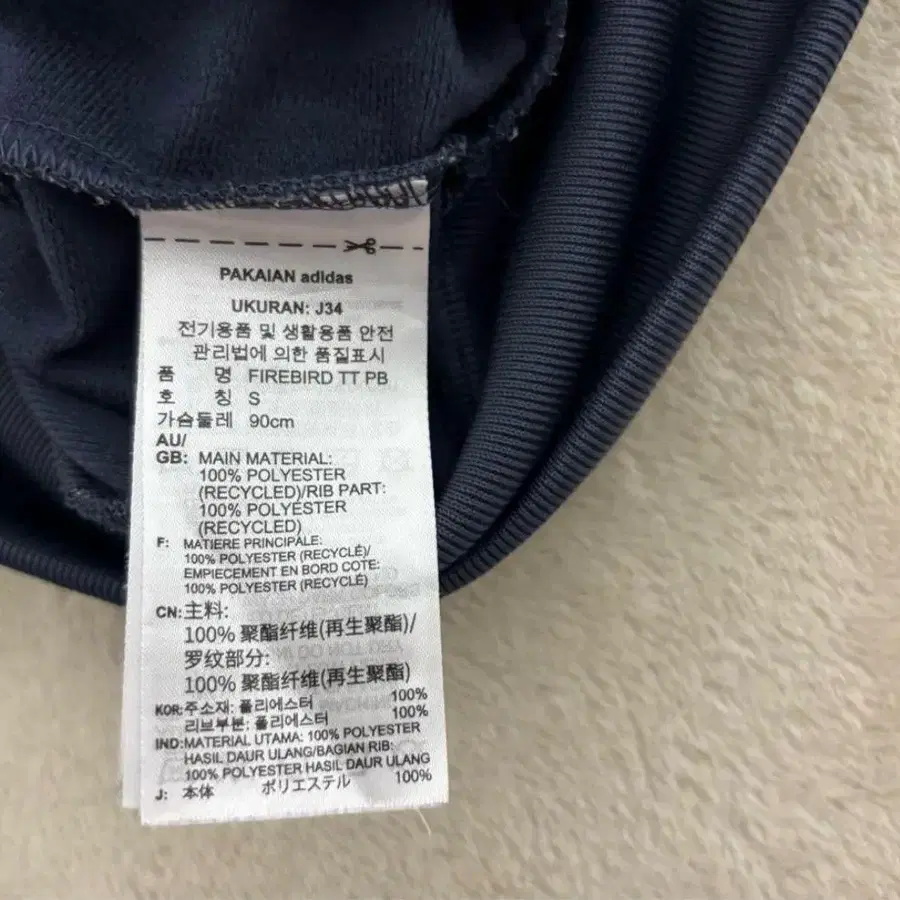 PAKAIAN adidas
UKURAN: J34
전기용품 및 생활용품 안전
관리법에 의한 품질표시
품 명 FIREBIRD TT PB
호 칭 S
가슴둘레 90cm
AU/
GB: MAIN MATERIAL:
100% POLYESTER
(RECYCLED)/RIB PART:
100% POLYESTER
(RECYCLED)
F: MATIERE PRINCIPALE:
100% POLYESTER (RECYCLÉ)/
EMPIECEMENT EN BORD COTE:
100% POLYESTER (RECYCLÉ)
CN: 主料:
100% 聚酯纤维(再生聚酯)/
罗纹部分:
100% 聚酯纤维(再生聚酯)
KOR: 주소재: 폴리에스터 100%
리브부분: 폴리에스터 100%
IND: MATERIAL UTAMA: 100% POLYESTER
HASIL DAUR ULANG/BAGIAN RIB:
100% POLYESTER HASIL DAUR ULANG
J: 本体 ポリエステル 100%